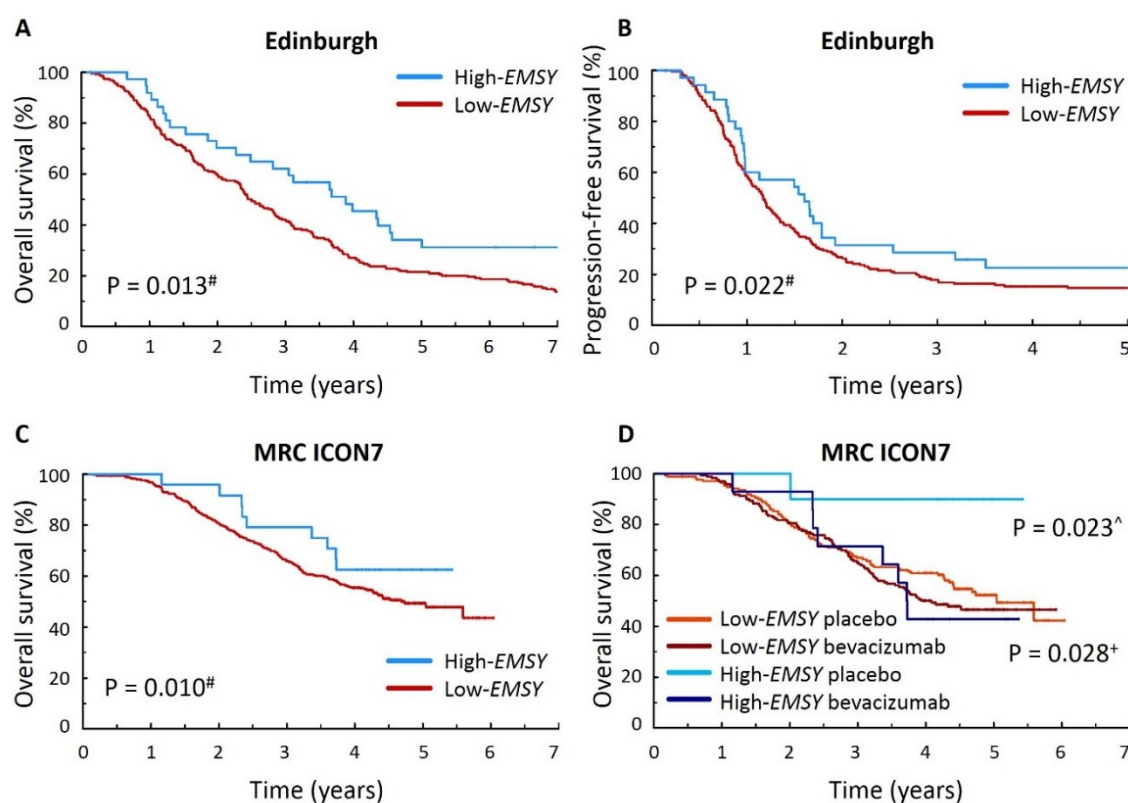 A
Edinburgh
Overall survival (%)
100
80
60
40
20
0
High-EMSY
Low-EMSY
P = 0.013#
0 1 2 3 4 5 6 7
Time (years)
B
Edinburgh
Progression-free survival (%)
100
80
60
40
20
0
High-EMSY
Low-EMSY
P = 0.022#
0 1 2 3 4 5
Time (years)
C
MRC ICON7
Overall survival (%)
100
80
60
40
20
0
High-EMSY
Low-EMSY
P = 0.010#
0 1 2 3 4 5 6 7
Time (years)
D
MRC ICON7
Overall survival (%)
100
80
60
40
20
0
P = 0.023^
Low-EMSY placebo
Low-EMSY bevacizumab
High-EMSY placebo
High-EMSY bevacizumab
P = 0.028+
0 1 2 3 4 5 6 7
Time (years)